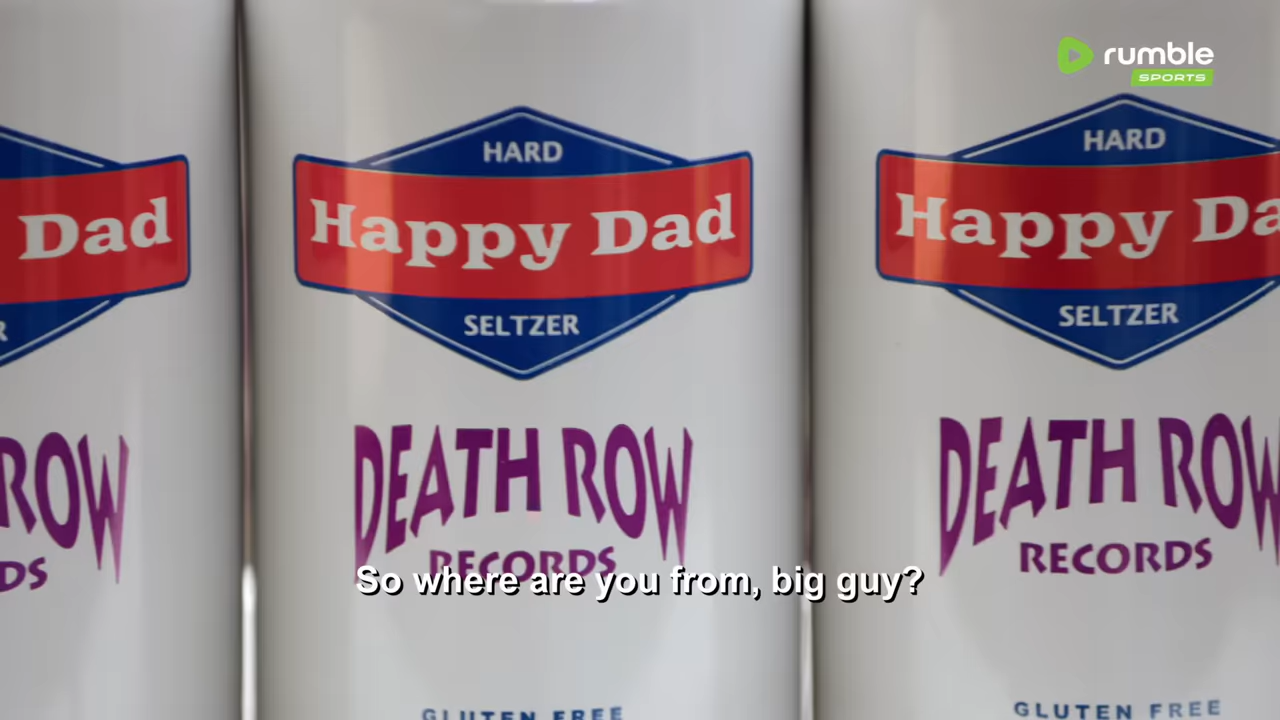 rumble
SPORTS
HARD
Happy Dad
SELTZER
DEATH ROW
RECORDS
GLUTEN FREE
HARD
Happy Da
SELTZER
DEATH ROW
RECORDS
GLUTEN FREE
Dad
R
ROW
DS
So where are you from, big guy?